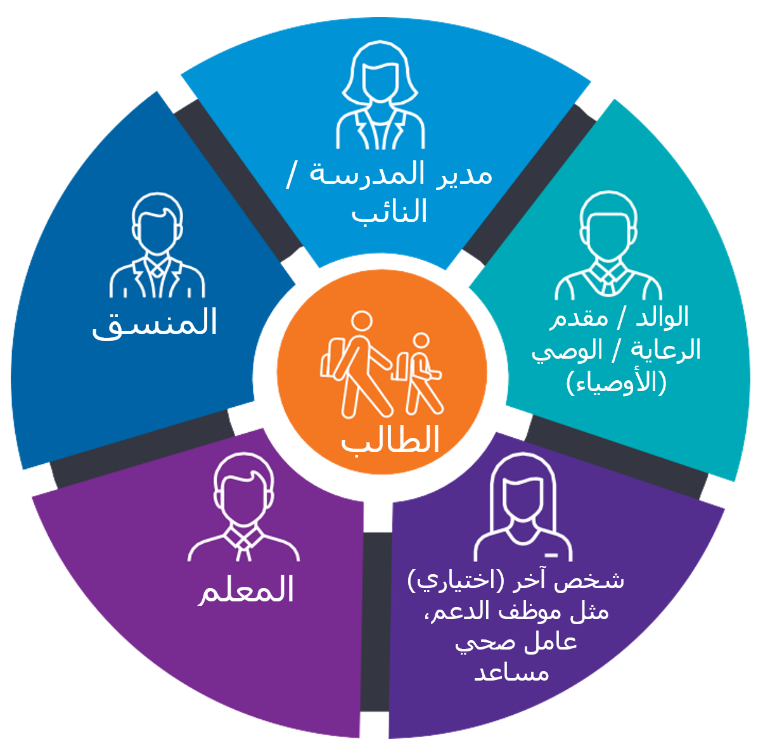 مدير المدرسة /
النائب
الوالد / مقدم
الرعاية / الوصي
(الأوصياء)
شخص آخر (اختياري)
مثل موظف الدعم،
عامل صحي
مساعد
المعلم
المنسق
الطالب